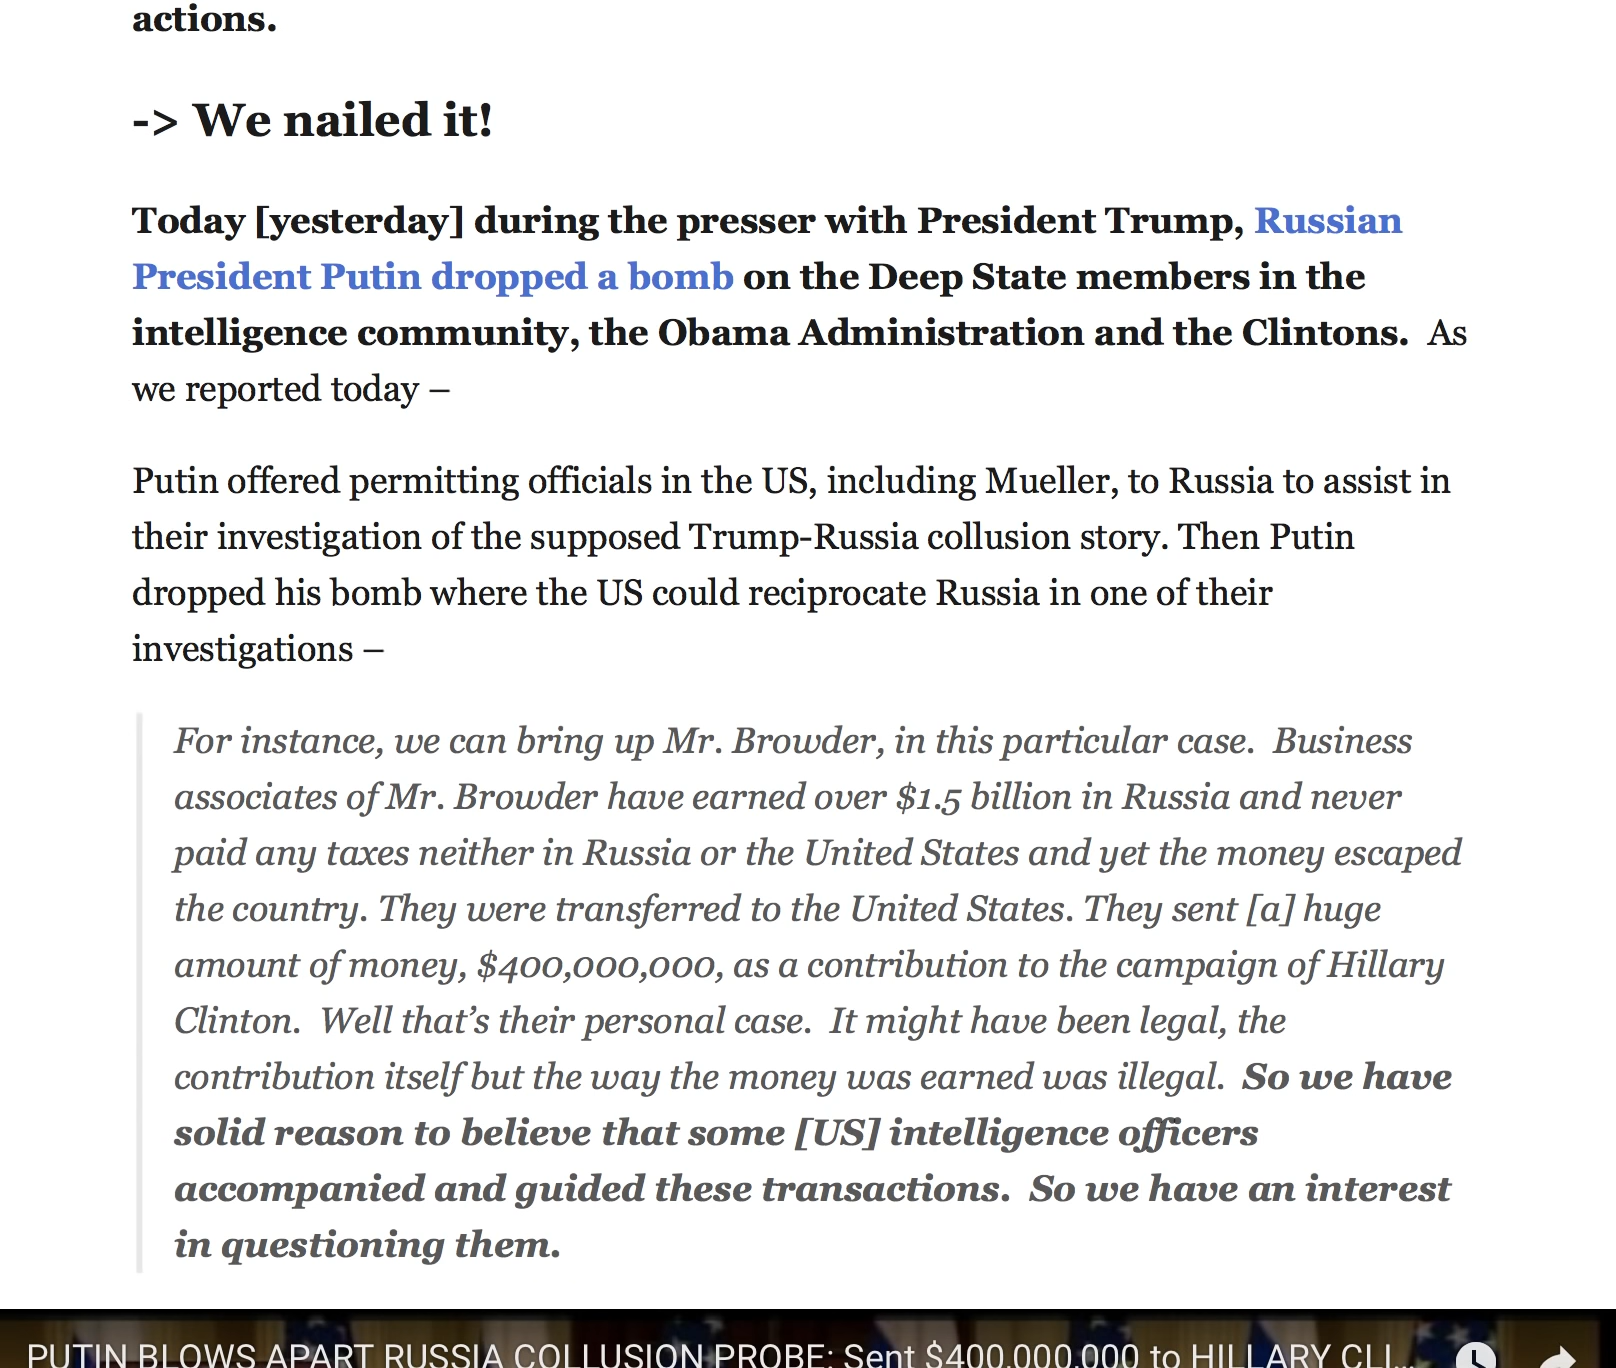 actions.
-> We nailed it!
Today [yesterday] during the presser with President Trump, Russian
President Putin dropped a bomb on the Deep State members in the
intelligence community, the Obama Administration and the Clintons.  As
we reported today –
Putin offered permitting officials in the US, including Mueller, to Russia to assist in
their investigation of the supposed Trump-Russia collusion story. Then Putin
dropped his bomb where the US could reciprocate Russia in one of their
investigations –
For instance, we can bring up Mr. Browder, in this particular case.  Business
associates of Mr. Browder have earned over $1.5 billion in Russia and never
paid any taxes neither in Russia or the United States and yet the money escaped
the country. They were transferred to the United States. They sent [a] huge
amount of money, $400,000,000, as a contribution to the campaign of Hillary
Clinton.  Well that’s their personal case.  It might have been legal, the
contribution itself but the way the money was earned was illegal.  So we have
solid reason to believe that some [US] intelligence officers
accompanied and guided these transactions.  So we have an interest
in questioning them.
PUTIN BLOWS APART RUSSIA COLLUSION PROBE: Sent $400,000,000 to HILLARY CLI...